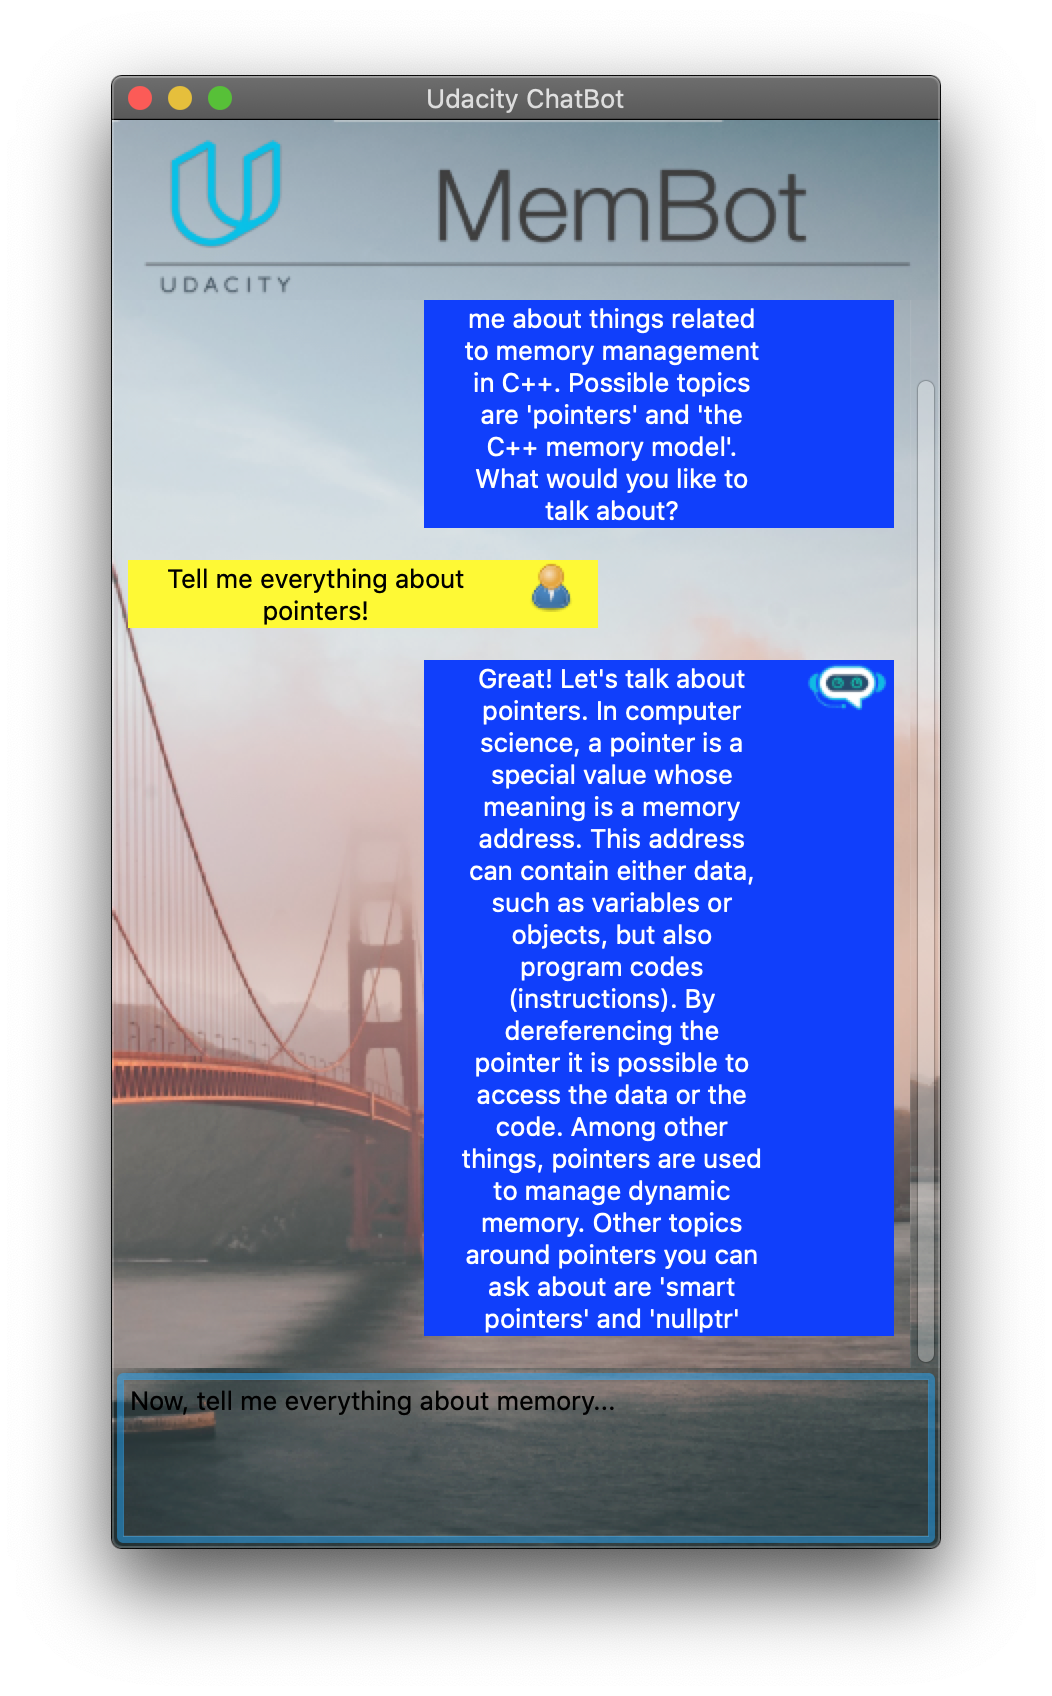 Udacity ChatBot
MemBot
UDACITY
me about things related
to memory management
in C++. Possible topics
are 'pointers' and 'the
C++ memory model'.
What would you like to
talk about?
Tell me everything about
pointers!
Great! Let's talk about
pointers. In computer
science, a pointer is a
special value whose
meaning is a memory
address. This address
can contain either data,
such as variables or
objects, but also
program codes
(instructions). By
dereferencing the
pointer it is possible to
access the data or the
code. Among other
things, pointers are used
to manage dynamic
memory. Other topics
around pointers you can
ask about are 'smart
pointers' and 'nullptr'
Now, tell me everything about memory...